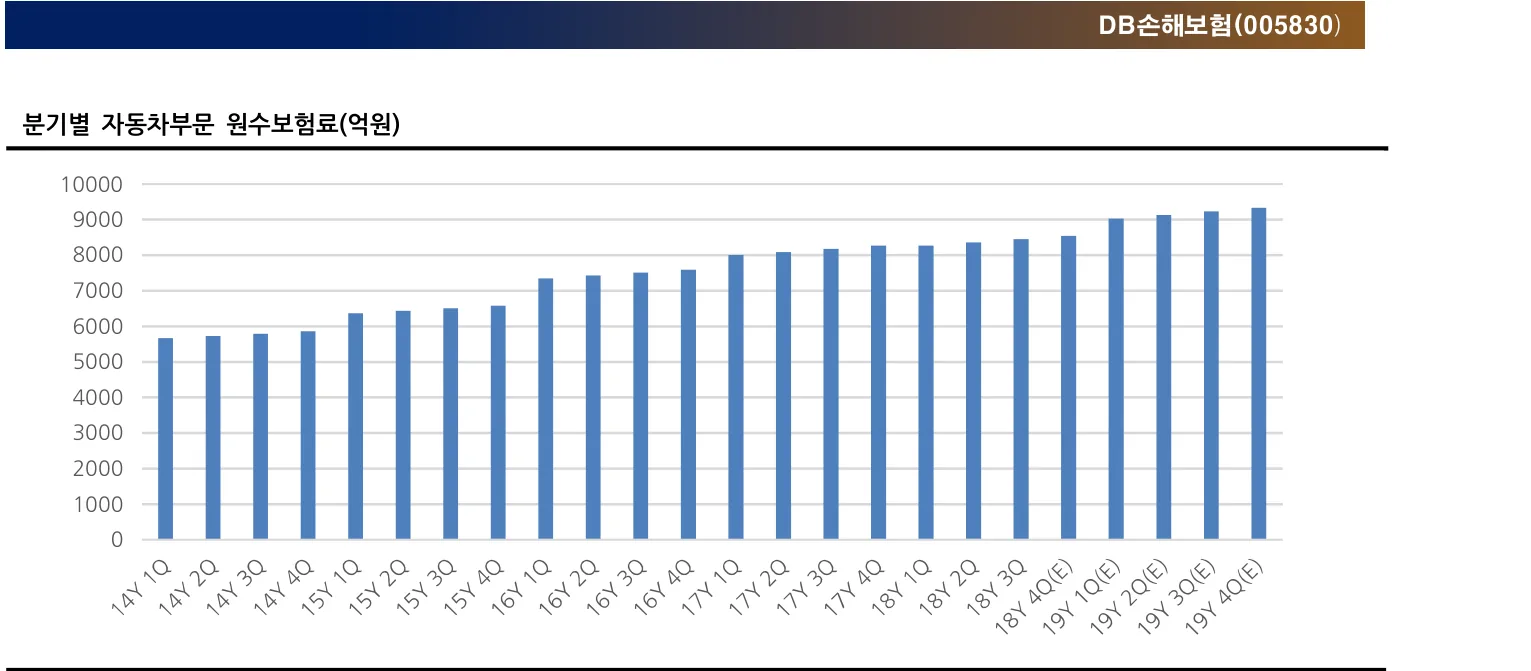 DB손해보험(005830)
분기별 자동차부문 원수보험료(억원)
10000
9000
8000
7000
6000
5000
4000
3000
2000
1000
0
14Y 1Q
14Y 2Q
14Y 3Q
14Y 4Q
15Y 1Q
15Y 2Q
15Y 3Q
15Y 4Q
16Y 1Q
16Y 2Q
16Y 3Q
16Y 4Q
17Y 1Q
17Y 2Q
17Y 3Q
17Y 4Q
18Y 1Q
18Y 2Q
18Y 3Q
18Y 4Q(E)
19Y 1Q(E)
19Y 2Q(E)
19Y 3Q(E)
19Y 4Q(E)